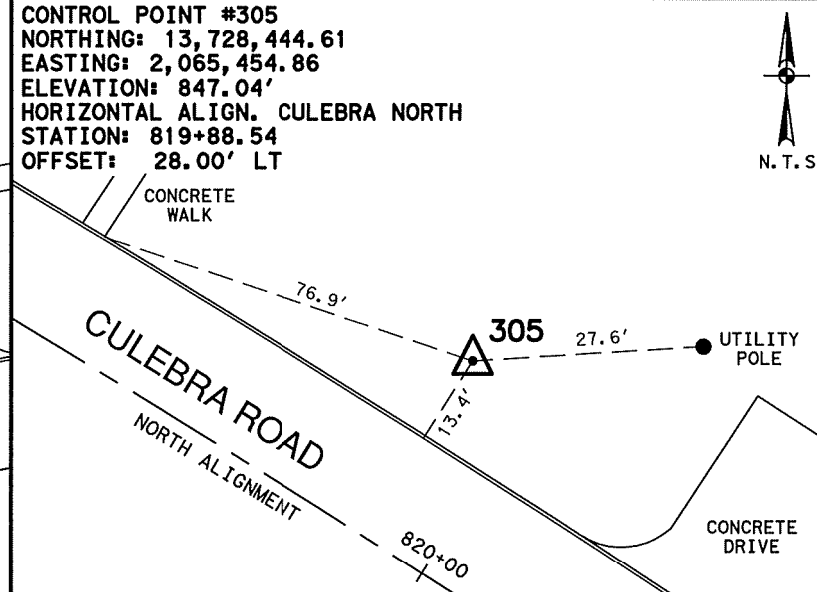 CONTROL POINT #305
NORTHING: 13,728,444.61
EASTING: 2,065,454.86
ELEVATION: 847.04'
HORIZONTAL ALIGN. CULEBRA NORTH
STATION: 819+88.54
OFFSET: 28.00' LT
N.T.S
CONCRETE
WALK
76.9'
305
27.6'
UTILITY
POLE
13.4'
CULEBRA ROAD
NORTH ALIGNMENT
820+00
CONCRETE
DRIVE